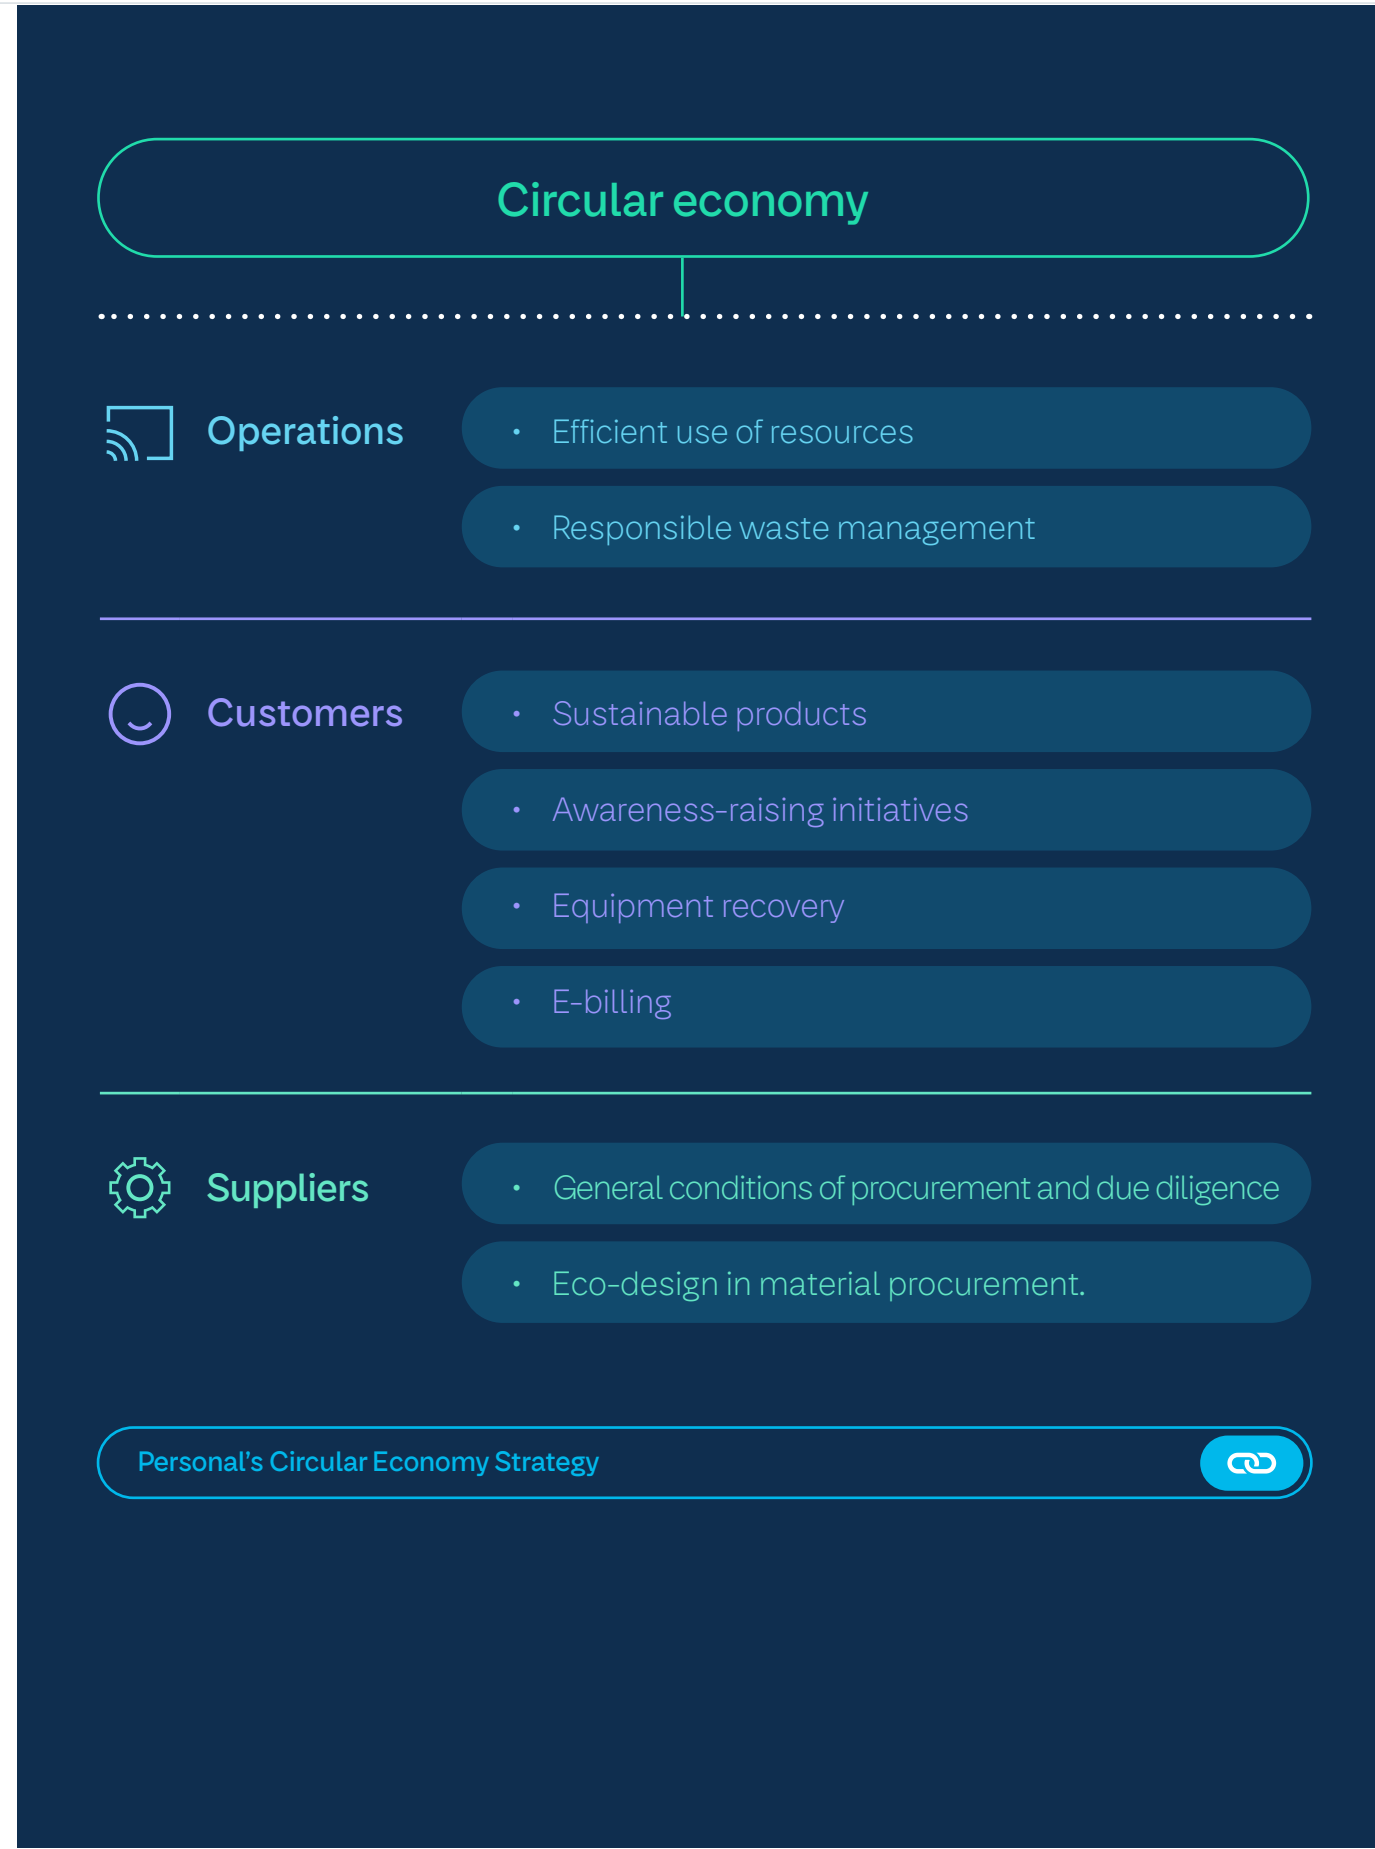 Circular economy
Operations
• Efficient use of resources
• Responsible waste management
Customers
• Sustainable products
• Awareness-raising initiatives
• Equipment recovery
• E-billing
Suppliers
• General conditions of procurement and due diligence
• Eco-design in material procurement.
Personal’s Circular Economy Strategy